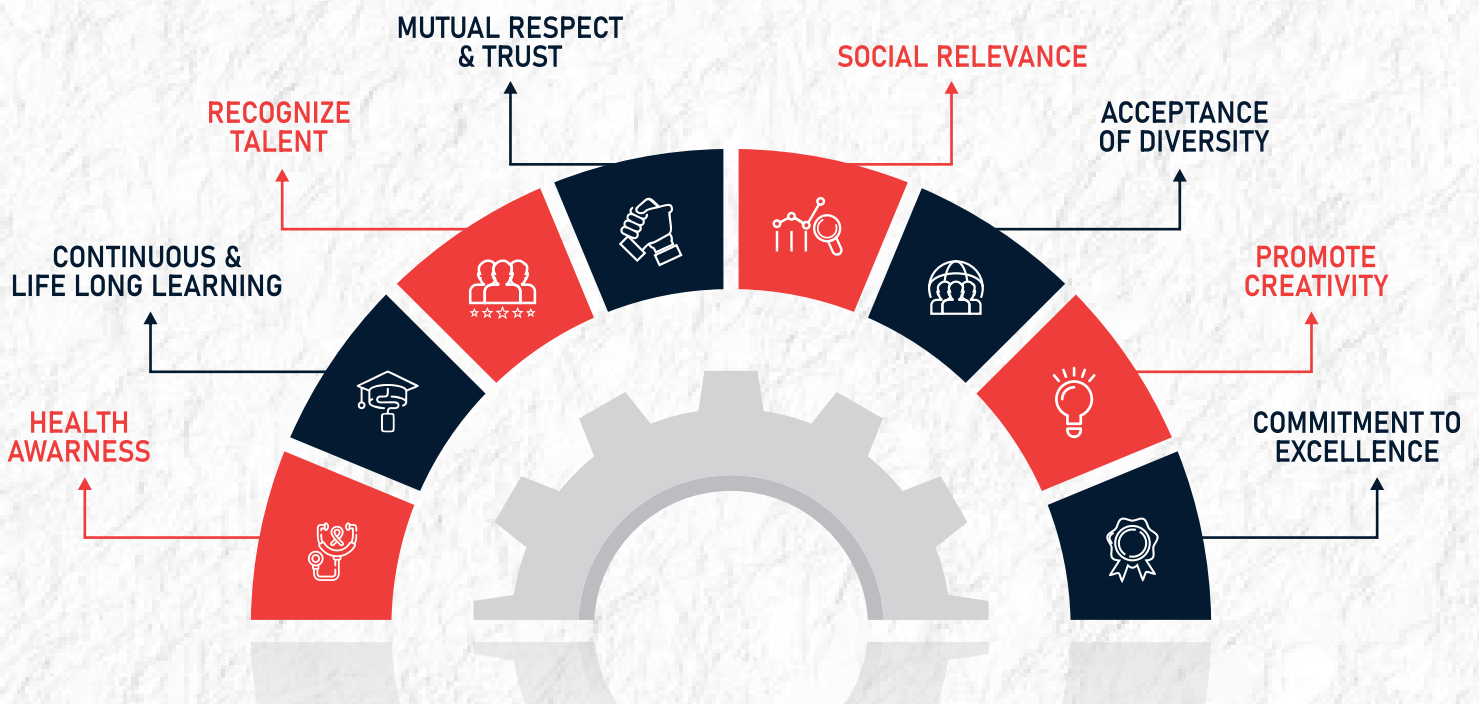 MUTUAL RESPECT
& TRUST
SOCIAL RELEVANCE
RECOGNIZE
TALENT
ACCEPTANCE
OF DIVERSITY
CONTINUOUS &
LIFE LONG LEARNING
PROMOTE
CREATIVITY
HEALTH
AWARNESS
COMMITMENT TO
EXCELLENCE